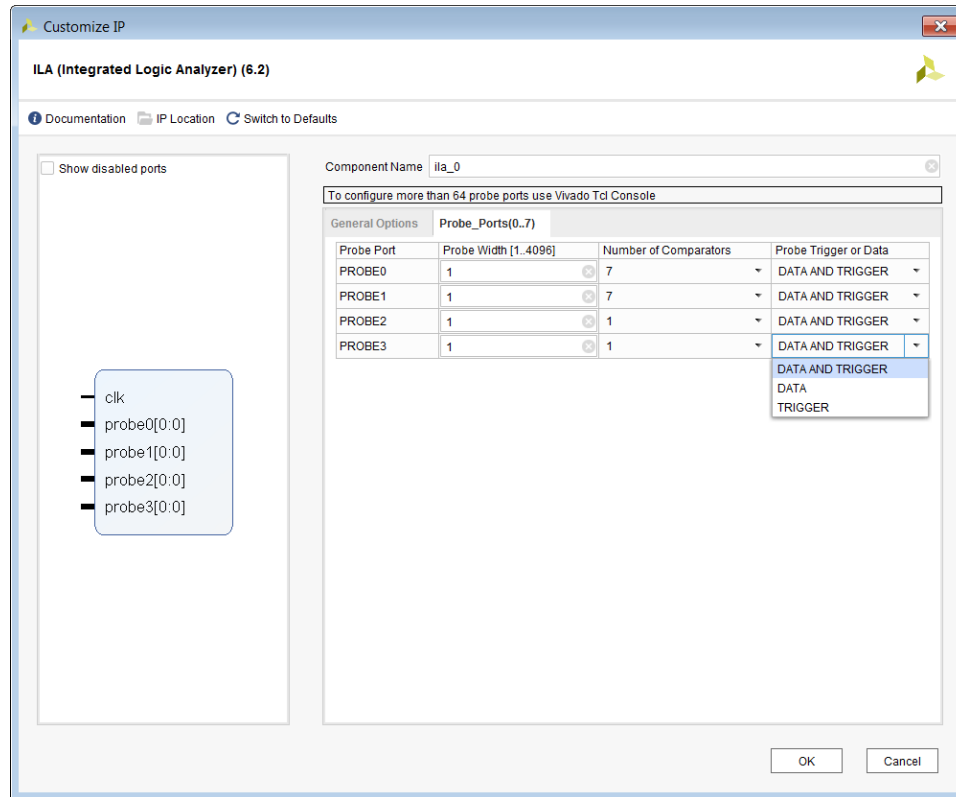 Customize IP
ILA (Integrated Logic Analyzer) (6.2)
Documentation IP Location Switch to Defaults
Show disabled ports
clk
probe0[0:0]
probe1[0:0]
probe2[0:0]
probe3[0:0]
Component Name ila_0
To configure more than 64 probe ports use Vivado Tcl Console
General Options Probe_Ports(0..7)
Probe Port Probe Width [1..4096] Number of Comparators Probe Trigger or Data
PROBE0 1 7 DATA AND TRIGGER
PROBE1 1 7 DATA AND TRIGGER
PROBE2 1 1 DATA AND TRIGGER
PROBE3 1 1 DATA AND TRIGGER
DATA AND TRIGGER
DATA
TRIGGER
OK Cancel